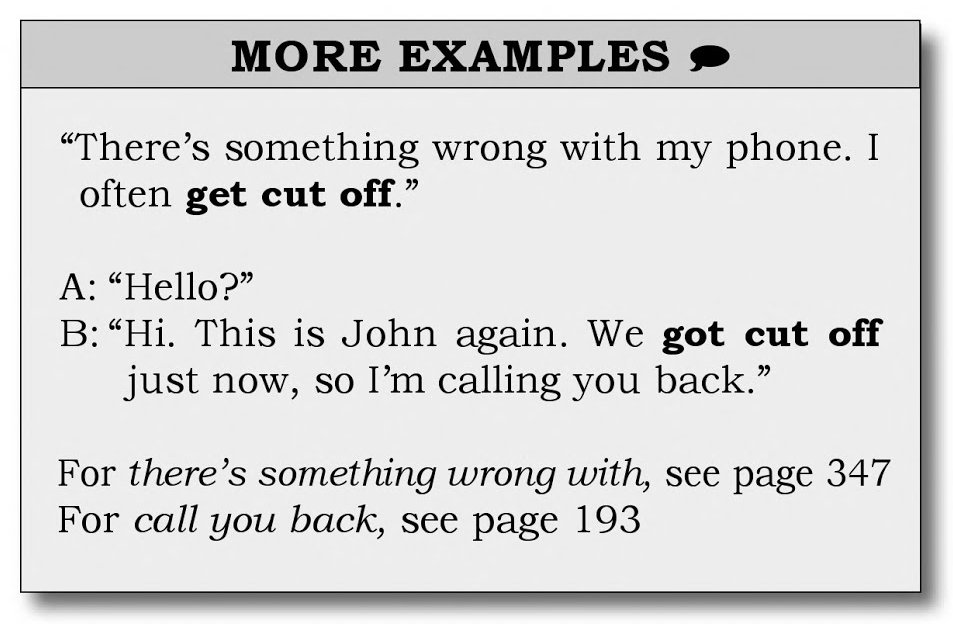 MORE EXAMPLES
“There’s something wrong with my phone. I
often get cut off.”
A: “Hello?”
B: “Hi. This is John again. We got cut off
just now, so I’m calling you back.”
For there’s something wrong with, see page 347
For call you back, see page 193